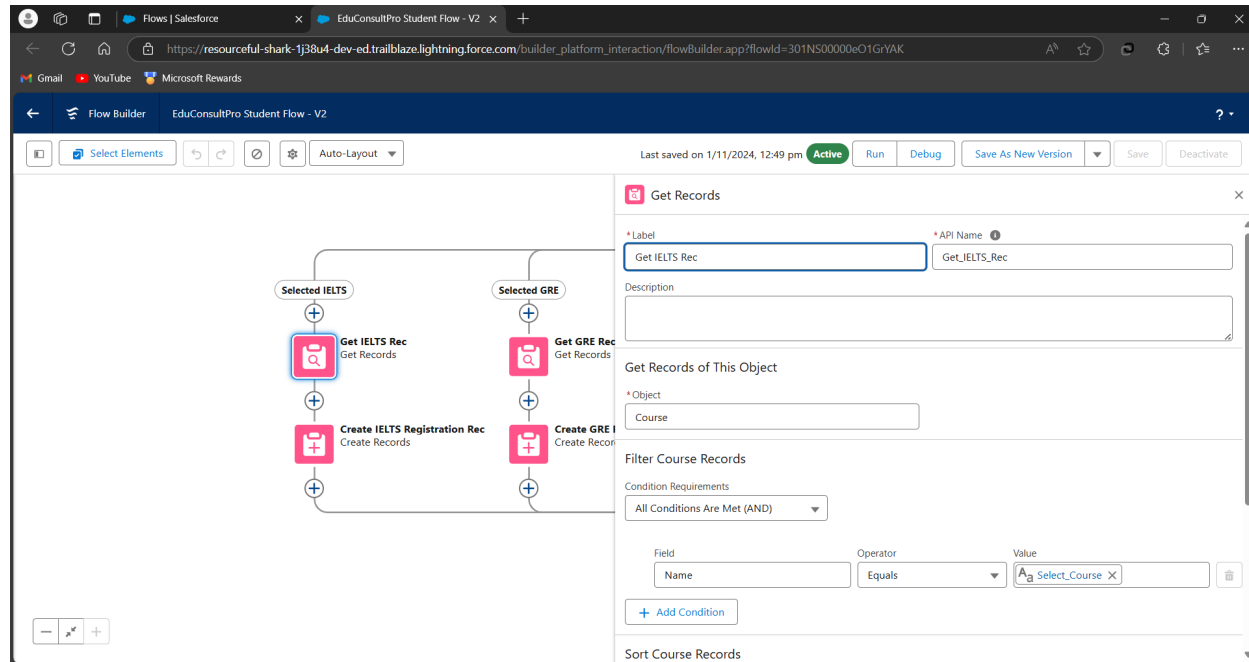 Flows | Salesforce
EduConsultPro Student Flow - V2
https://resourceful-shark-1j38u4-dev-ed.trailblaze.lightning.force.com/builder_platform_interaction/flowBuilder.app?flowId=301NS00000eO1GrYAK
Gmail YouTube Microsoft Rewards
Flow Builder EduConsultPro Student Flow - V2 ?
Select Elements Auto-Layout Last saved on 1/11/2024, 12:49 pm Active Run Debug Save As New Version Save Deactivate
Get Records
*Label *API Name
Get IELTS Rec Get_IELTS_Rec
Description
Get Records of This Object
*Object
Course
Filter Course Records
Condition Requirements
All Conditions Are Met (AND)
Field Operator Value
Name Equals Aa Select_Course
Add Condition
Sort Course Records
Selected IELTS Selected GRE
Get IELTS Rec Get GRE Rec
Get Records Get Records
Create IELTS Registration Rec Create GRE
Create Records Create Recor